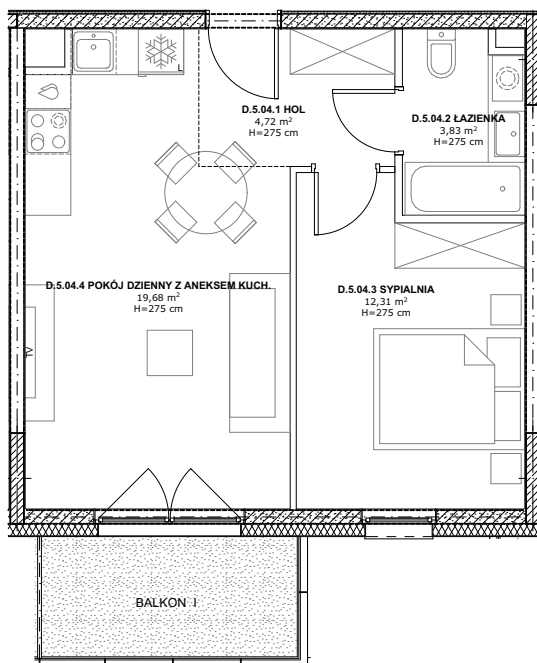 D.5.04.1 HOL
4,72 m²
H=275 cm
D.5.04.2 ŁAZIENKA
3,83 m²
H=275 cm
D.5.04.4 POKÓJ DZIENNY Z ANEKSEM KUCH.
19,68 m²
H=275 cm
D.5.04.3 SYPIALNIA
12,31 m²
H=275 cm
TV
BALKON I